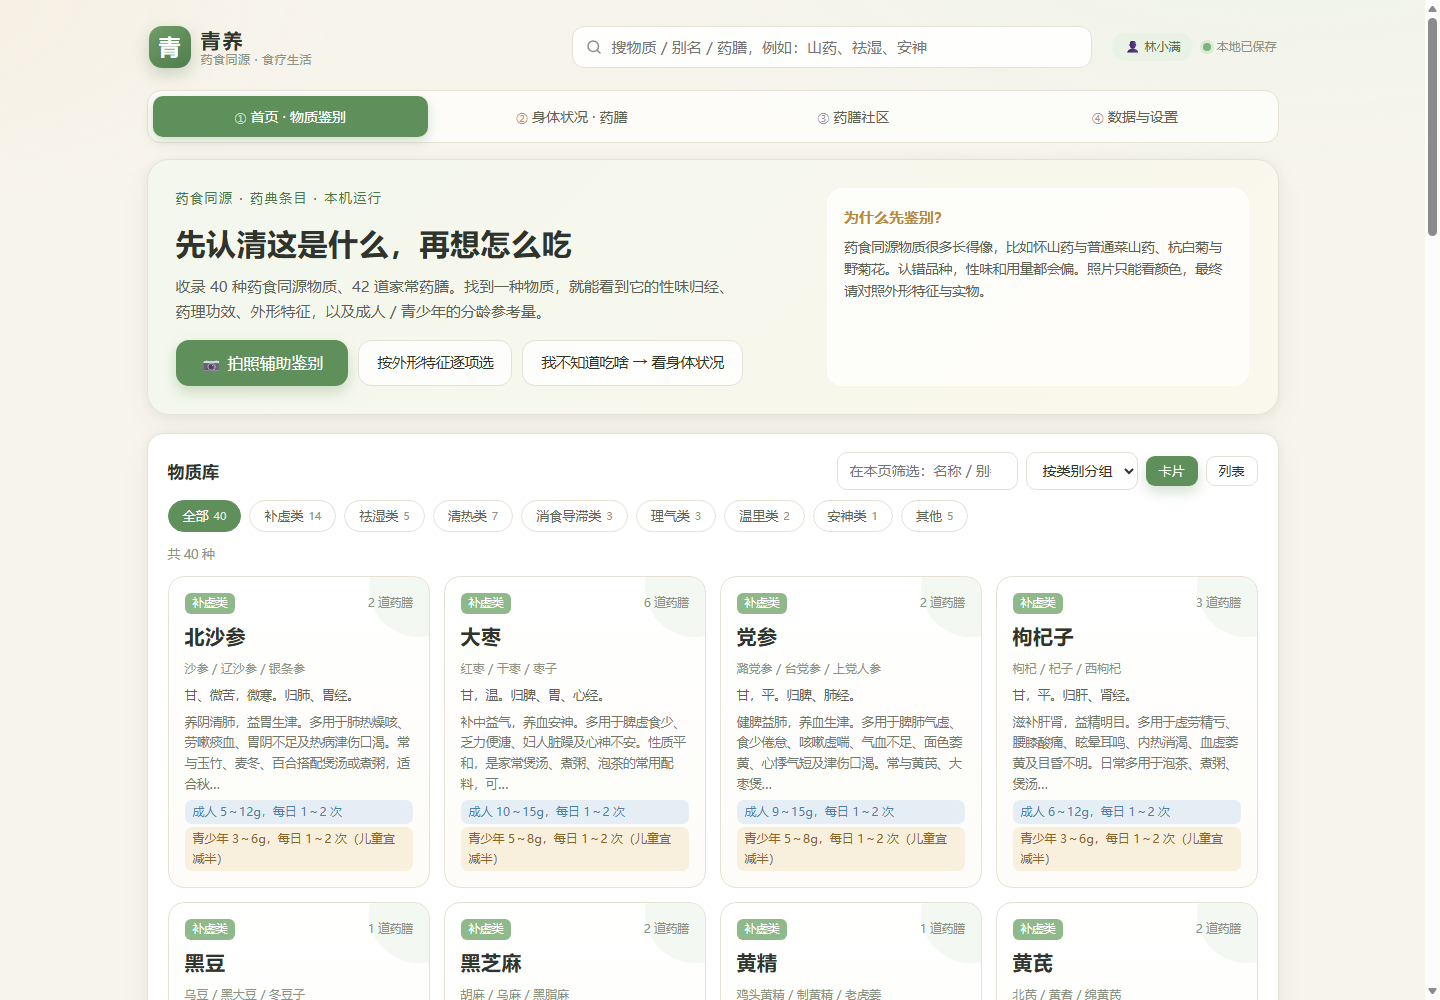 青
青养
药食同源 · 食疗生活
搜物质 / 别名 / 药膳，例如：山药、祛湿、安神
林小满
本地已保存
① 首页 · 物质鉴别
② 身体状况 · 药膳
③ 药膳社区
④ 数据与设置
药食同源 · 药典条目 · 本机运行
先认清这是什么，再想怎么吃
收录 40 种药食同源物质、42 道家常药膳。找到一种物质，就能看到它的性味归经、
药理功效、外形特征，以及成人 / 青少年的分龄参考量。
拍照辅助鉴别
按外形特征逐项选
我不知道吃啥 → 看身体状况
为什么先鉴别？
药食同源物质很多长得像，比如怀山药与普通菜山药、杭白菊与
野菊花。认错品种，性味和用量都会偏。照片只能看颜色，最终
请对照外形特征与实物。
物质库
在本页筛选：名称 / 别
按类别分组
卡片
列表
全部 40
补虚类 14
祛湿类 5
清热类 7
消食导滞类 3
理气类 3
温里类 2
安神类 1
其他 5
共 40 种
补虚类
2 道药膳
北沙参
沙参 / 辽沙参 / 银条参
甘、微苦，微寒。归肺、胃经。
养阴清肺，益胃生津。多用于肺热燥咳、
劳嗽痰血、胃阴不足及热病津伤口渴。常
与玉竹、麦冬、百合搭配煲汤或煮粥，适
合秋...
成人 5～12g，每日 1～2 次
青少年 3～6g，每日 1～2 次（儿童宜
减半）
补虚类
6 道药膳
大枣
红枣 / 干枣 / 枣子
甘，温。归脾、胃、心经。
补中益气，养血安神。多用于脾虚食少、
乏力便溏、妇人脏躁及心神不安。性质平
和，是家常煲汤、煮粥、泡茶的常用配
料，可...
成人 10～15g，每日 1～2 次
青少年 5～8g，每日 1～2 次（儿童宜
减半）
补虚类
2 道药膳
党参
潞党参 / 台党参 / 上党人参
甘，平。归脾、肺经。
健脾益肺，养血生津。多用于脾肺气虚、
食少倦怠、咳嗽虚喘、气血不足、面色萎
黄、心悸气短及津伤口渴。常与黄芪、大
枣煲...
成人 9～15g，每日 1～2 次
青少年 5～8g，每日 1～2 次（儿童宜
减半）
补虚类
3 道药膳
枸杞子
枸杞 / 杞子 / 西枸杞
甘，平。归肝、肾经。
滋补肝肾，益精明目。多用于虚劳精亏、
腰膝酸痛、眩晕耳鸣、内热消渴、血虚萎
黄及目昏不明。日常多用于泡茶、煮粥、
煲汤...
成人 6～12g，每日 1～2 次
青少年 3～6g，每日 1～2 次（儿童宜
减半）
补虚类
1 道药膳
黑豆
乌豆 / 黑大豆 / 冬豆子
补虚类
2 道药膳
黑芝麻
胡麻 / 乌麻 / 黑脂麻
补虚类
1 道药膳
黄精
鸡头黄精 / 制黄精 / 老虎姜
补虚类
2 道药膳
黄芪
北芪 / 黄耆 / 绵黄芪